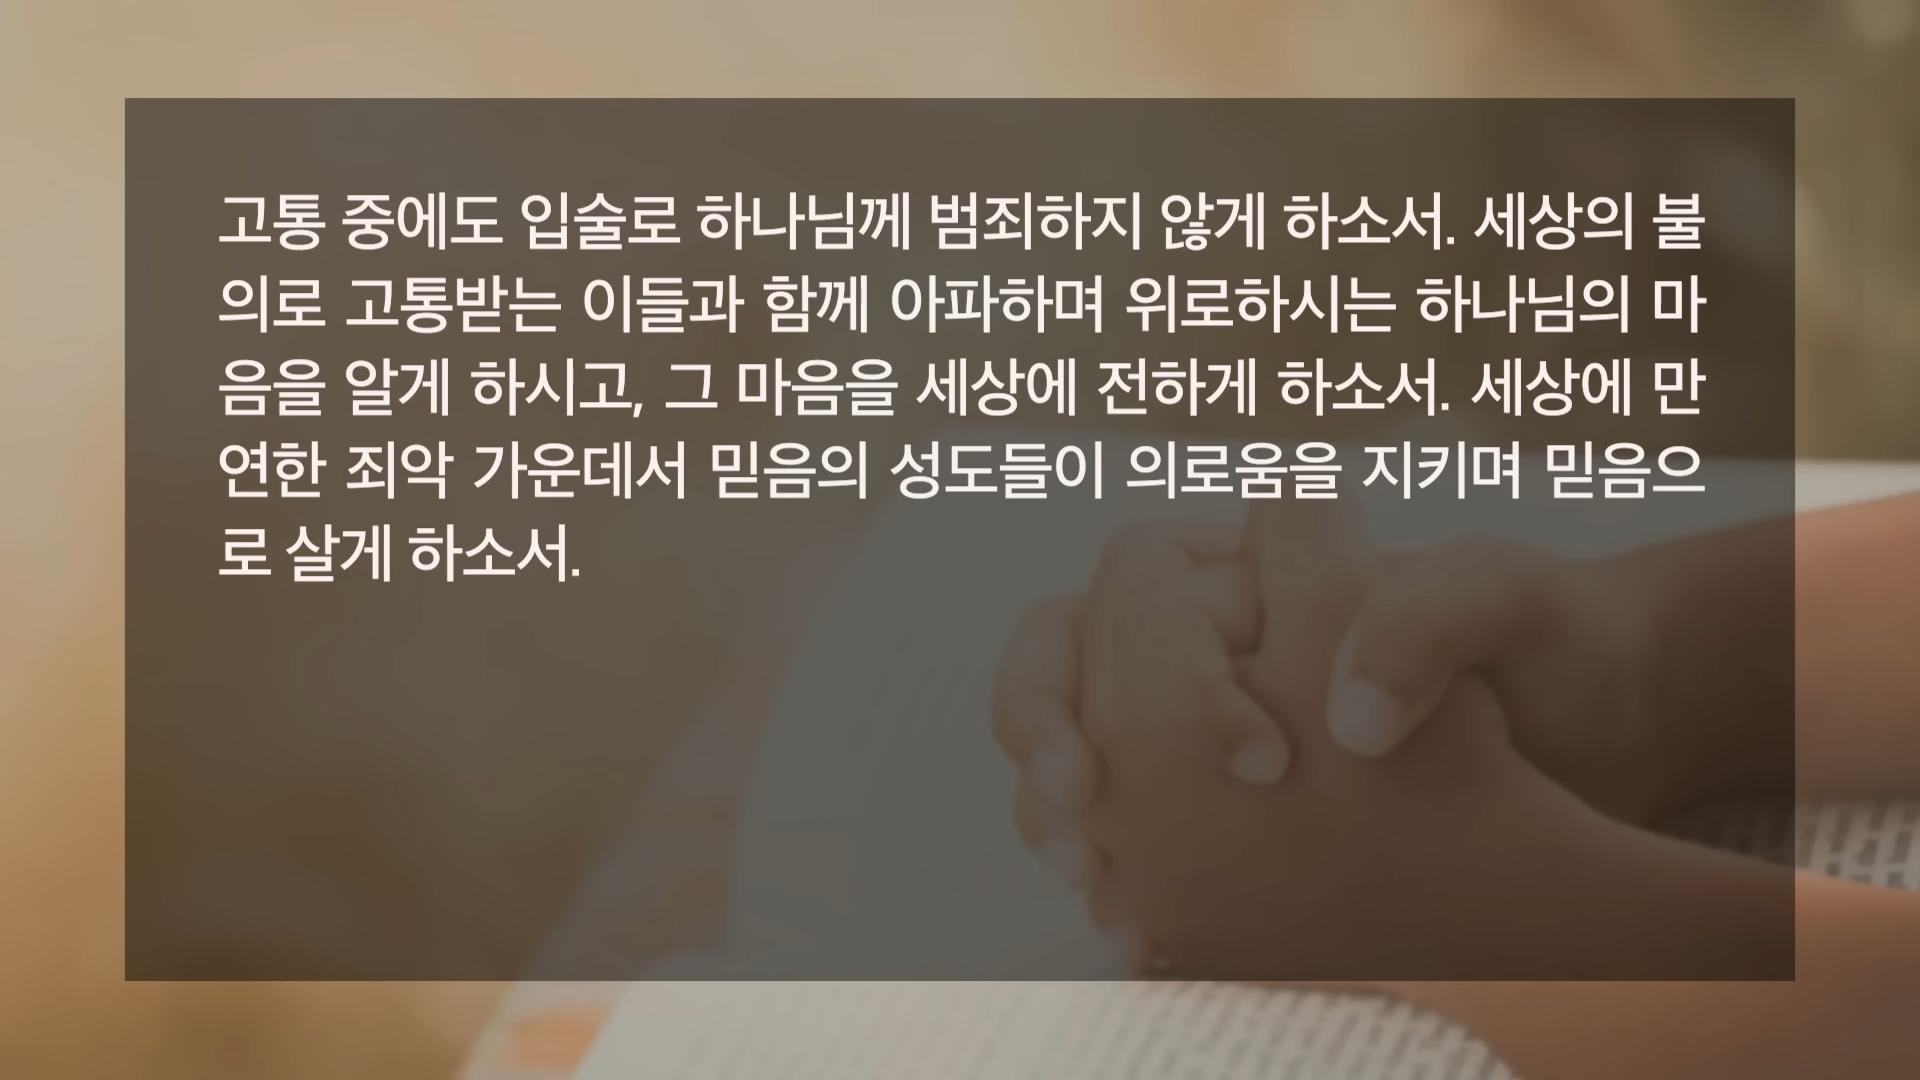 고통 중에도 입술로 하나님께 범죄하지 않게 하소서. 세상의 불
의로 고통받는 이들과 함께 아파하며 위로하시는 하나님의 마
음을 알게 하시고, 그 마음을 세상에 전하게 하소서. 세상에 만
연한 죄악 가운데서 믿음의 성도들이 의로움을 지키며 믿음으
로 살게 하소서.